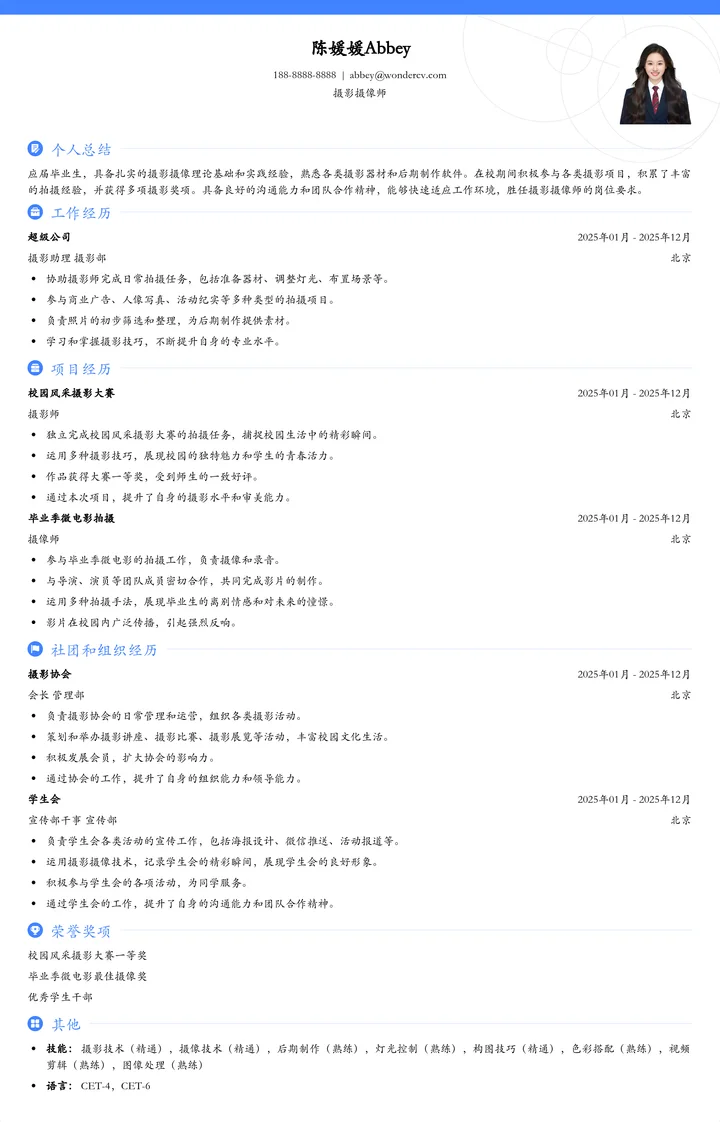 陈媛媛Abbey
188-8888-8888 | abbey@wondercv.com
摄影摄像师
个人总结
应届毕业生，具备扎实的摄影摄像理论基础和实践经验，熟悉各类摄影器材和后期制作软件。在校期间积极参与各类摄影项目，积累了丰富
的拍摄经验，并获得多项摄影奖项。具备良好的沟通能力和团队合作精神，能够快速适应工作环境，胜任摄影摄像师的岗位要求。
工作经历
超级公司 2025年01月 - 2025年12月
摄影助理 摄影部 北京
• 协助摄影师完成日常拍摄任务，包括准备器材、调整灯光、布置场景等。
• 参与商业广告、人像写真、活动纪实等多种类型的拍摄项目。
• 负责照片的初步筛选和整理，为后期制作提供素材。
• 学习和掌握摄影技巧，不断提升自身的专业水平。
项目经历
校园风采摄影大赛 2025年01月 - 2025年12月
摄影师 北京
• 独立完成校园风采摄影大赛的拍摄任务，捕捉校园生活中的精彩瞬间。
• 运用多种摄影技巧，展现校园的独特魅力和学生的青春活力。
• 作品获得大赛一等奖，受到师生的一致好评。
• 通过本次项目，提升了自身的摄影水平和审美能力。
毕业季微电影拍摄 2025年01月 - 2025年12月
摄像师 北京
• 参与毕业季微电影的拍摄工作，负责摄像和录音。
• 与导演、演员等团队成员密切合作，共同完成影片的制作。
• 运用多种拍摄手法，展现毕业生的离别情感和对未来的憧憬。
• 影片在校园内广泛传播，引起强烈反响。
社团和组织经历
摄影协会 2025年01月 - 2025年12月
会长 管理部 北京
• 负责摄影协会的日常管理和运营，组织各类摄影活动。
• 策划和举办摄影讲座、摄影比赛、摄影展览等活动，丰富校园文化生活。
• 积极发展会员，扩大协会的影响力。
• 通过协会的工作，提升了自身的组织能力和领导能力。
学生会 2025年01月 - 2025年12月
宣传部干事 宣传部 北京
• 负责学生会各类活动的宣传工作，包括海报设计、微信推送、活动报道等。
• 运用摄影摄像技术，记录学生会的精彩瞬间，展现学生会的良好形象。
• 积极参与学生会的各项活动，为同学服务。
• 通过学生会的工作，提升了自身的沟通能力和团队合作精神。
荣誉奖项
校园风采摄影大赛一等奖
毕业季微电影最佳摄像奖
优秀学生干部
其他
• 技能： 摄影技术（精通）, 摄像技术（精通）, 后期制作（熟练）, 灯光控制（熟练）, 构图技巧（精通）, 色彩搭配（熟练）, 视频
剪辑（熟练）, 图像处理（熟练）
• 语言： CET-4，CET-6